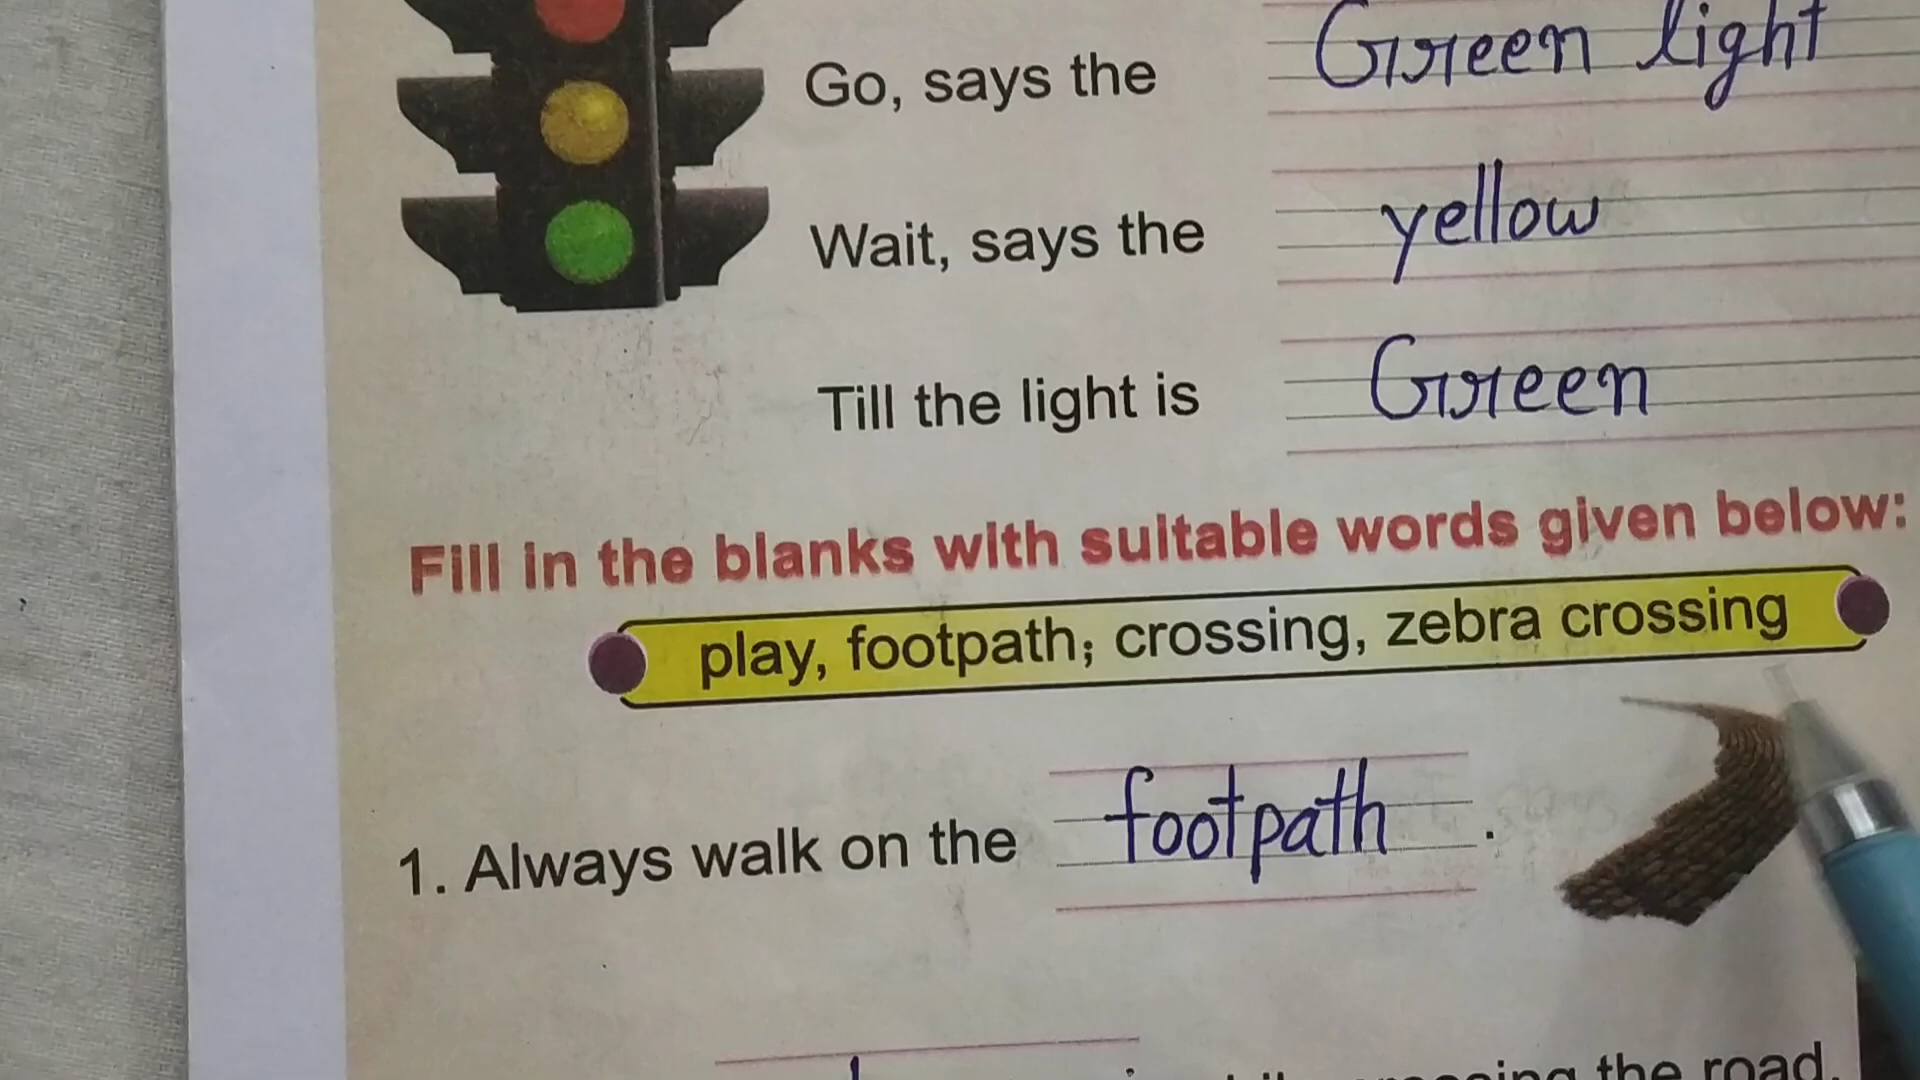 Go, says the Green light
Wait, says the yellow
Till the light is Green
Fill in the blanks with suitable words given below:
play, footpath; crossing, zebra crossing
1. Always walk on the footpath.
the road.